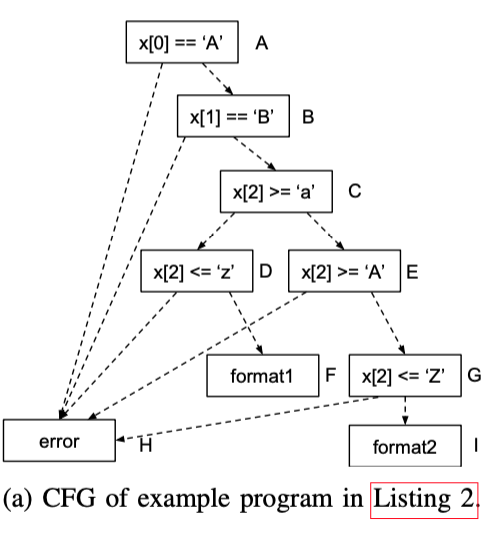 x[0] == ‘A’ A
x[1] == ‘B’ B
x[2] >= ‘a’ C
x[2] <= ‘z’ D x[2] >= ‘A’ E
format1 F x[2] <= ‘Z’ G
error H format2 I
(a) CFG of example program in Listing 2.